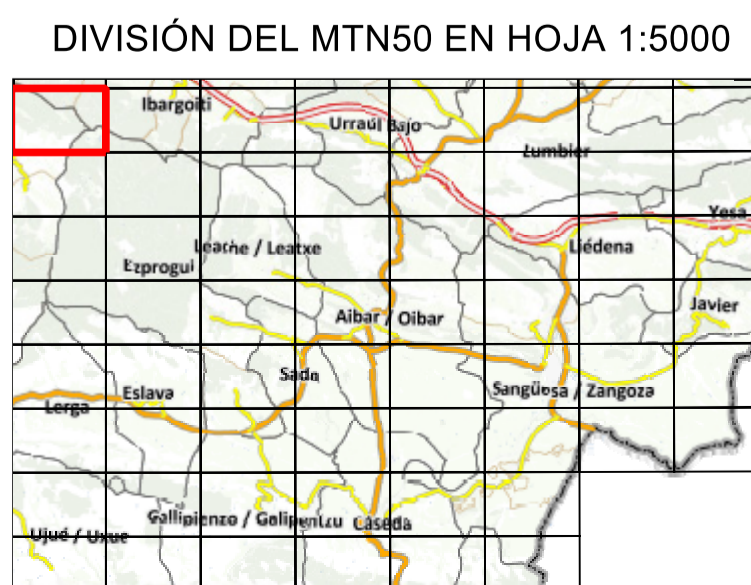 DIVISIÓN DEL MTN50 EN HOJA 1:5000
Ibargoiti
Urraúl Bajo
Lumbier
Yesa
Leache / Leatxe
Liédena
Ezprogui
Javier
Aibar / Oibar
Sada
Sangüesa / Zangoza
Eslava
Lerga
Gallipienzo / Galipentzu
Cáseda
Ujué / Uxue